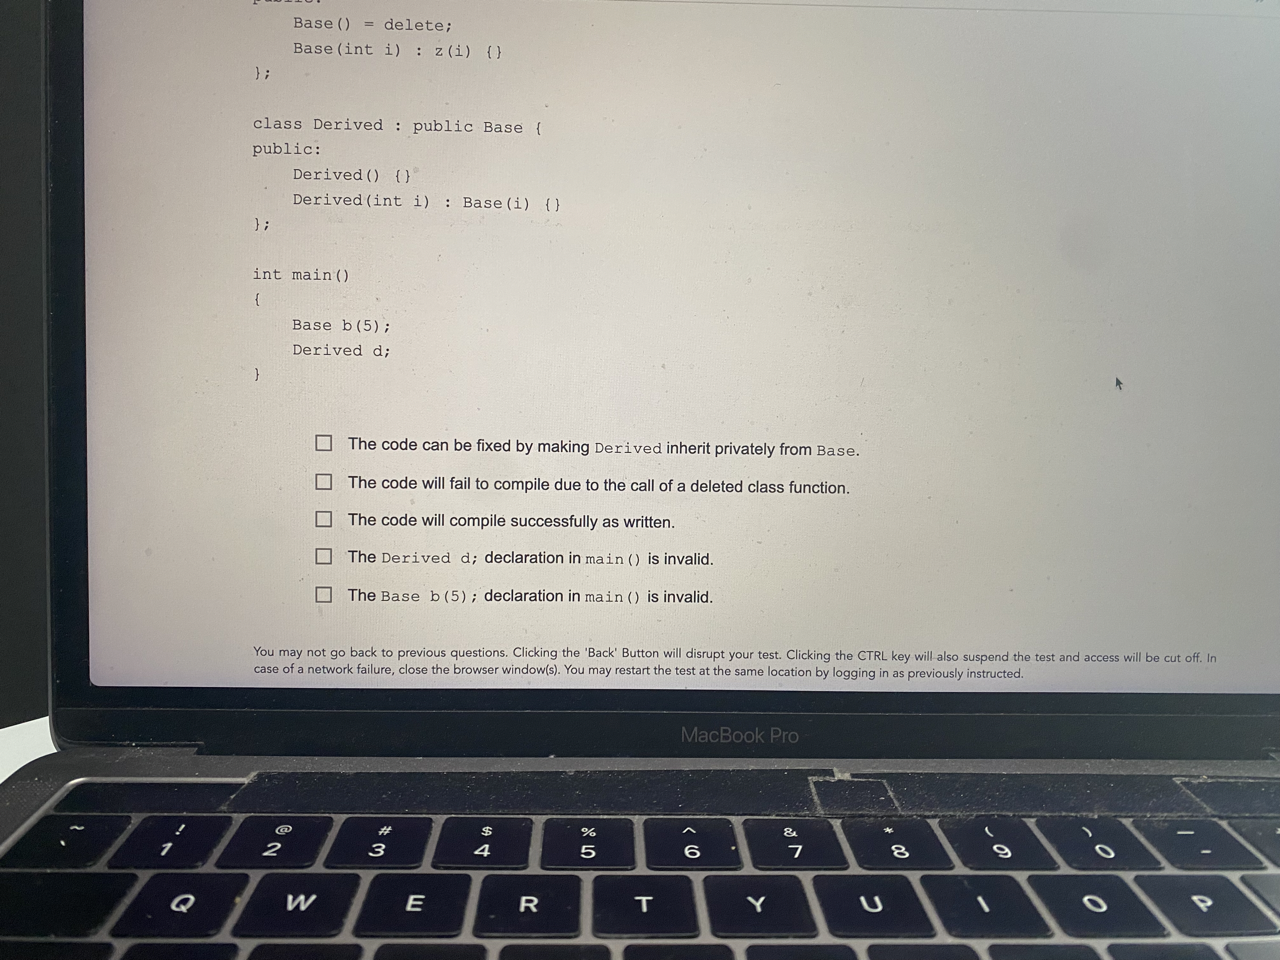 Base() = delete;
Base(int i) : z(i) {}
};
class Derived : public Base {
public:
Derived() {}
Derived(int i) : Base(i) {}
};
int main()
{
Base b(5);
Derived d;
}
The code can be fixed by making Derived inherit privately from Base.
The code will fail to compile due to the call of a deleted class function.
The code will compile successfully as written.
The Derived d; declaration in main() is invalid.
The Base b(5); declaration in main() is invalid.
You may not go back to previous questions. Clicking the 'Back' Button will disrupt your test. Clicking the CTRL key will also suspend the test and access will be cut off. In
case of a network failure, close the browser window(s). You may restart the test at the same location by logging in as previously instructed.
MacBook Pro
~ ! @ # $ % ^ & * ( ) —
` 1 2 3 4 5 6 7 8 9 0 -
Q W E R T Y U I O P